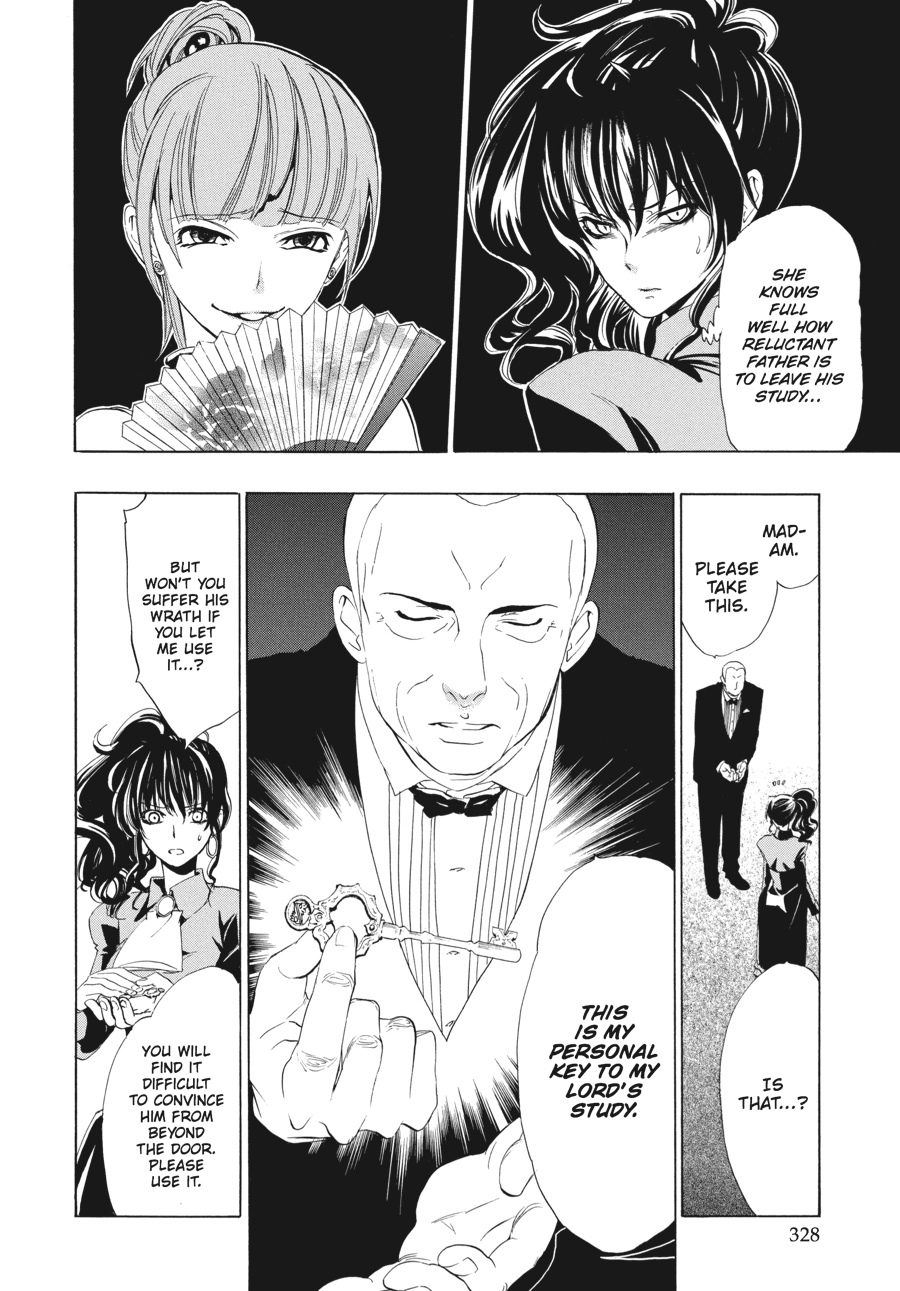 SHE
KNOWS
FULL
WELL HOW
RELUCTANT
FATHER IS
TO LEAVE HIS
STUDY...
MAD-
AM.
PLEASE
TAKE
THIS.
IS
THAT...?
THIS
IS MY
PERSONAL
KEY TO MY
LORD'S
STUDY.
BUT
WON'T YOU
SUFFER HIS
WRATH IF
YOU LET
ME USE
IT...?
YOU WILL
FIND IT
DIFFICULT
TO CONVINCE
HIM FROM
BEYOND
THE DOOR.
PLEASE
USE IT.
328